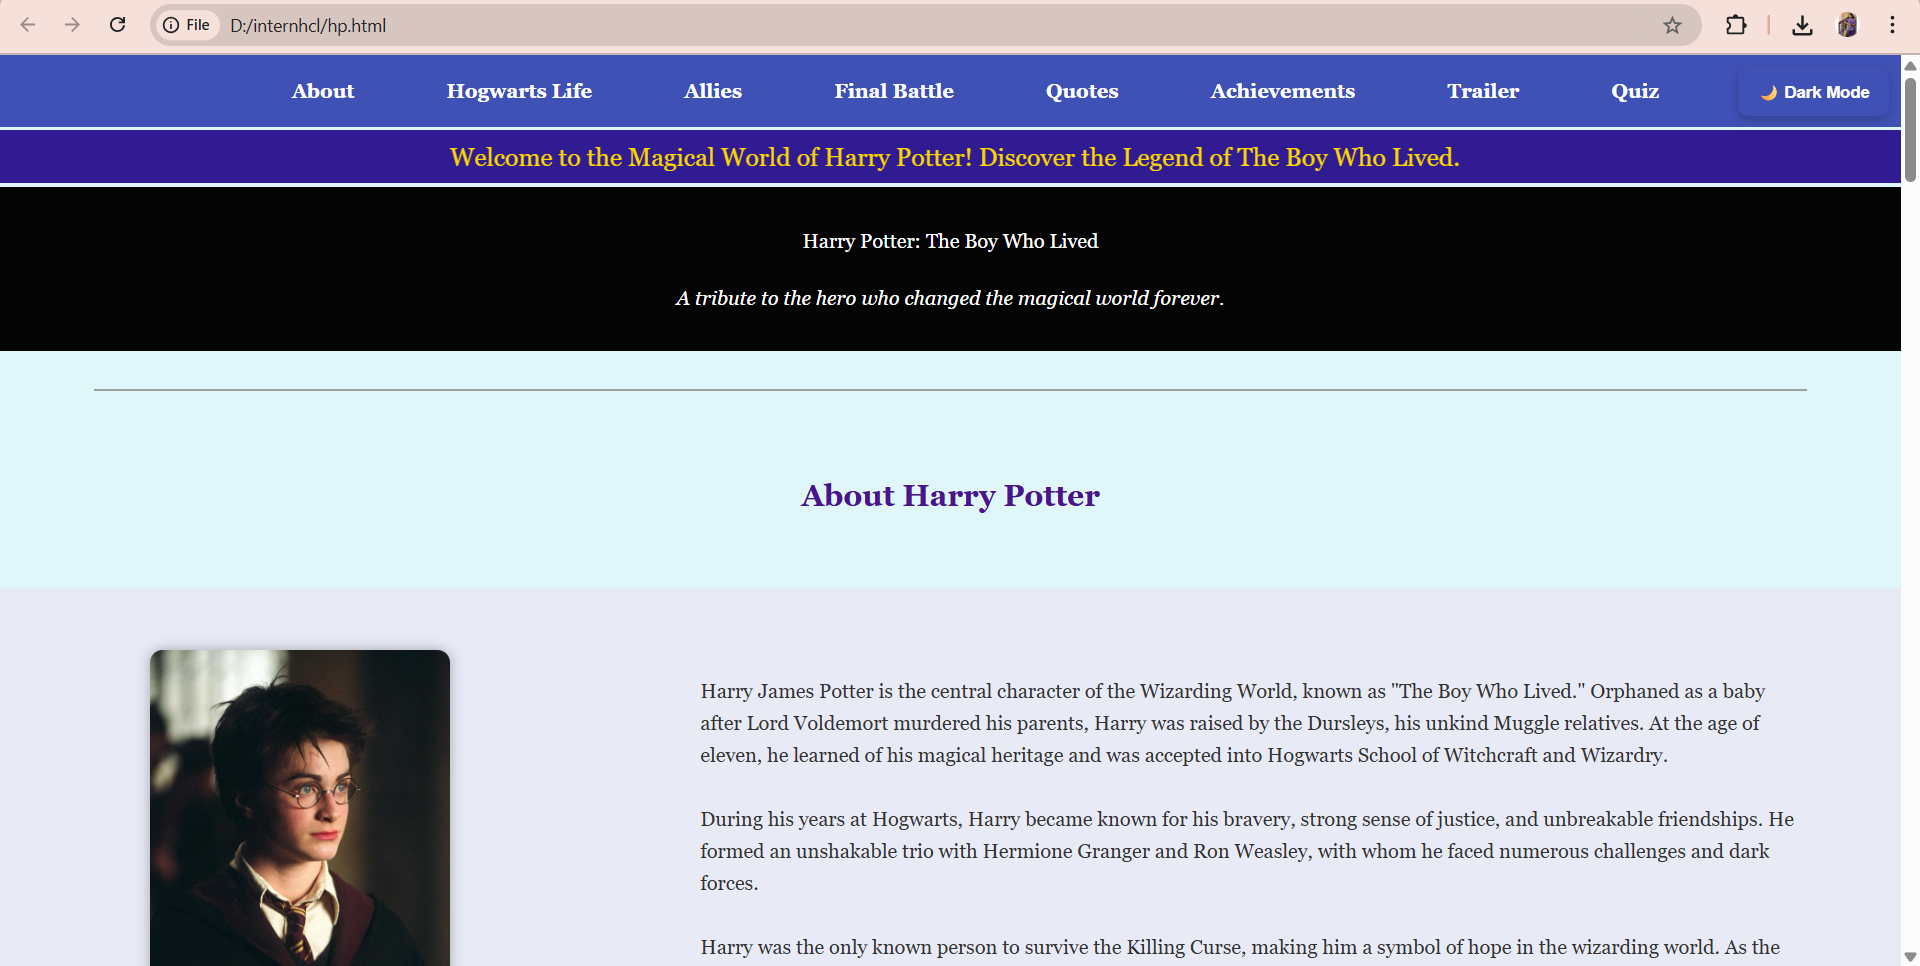 File D:/internhcl/hp.html
About Hogwarts Life Allies Final Battle Quotes Achievements Trailer Quiz 🌙 Dark Mode
Welcome to the Magical World of Harry Potter! Discover the Legend of The Boy Who Lived.
Harry Potter: The Boy Who Lived
A tribute to the hero who changed the magical world forever.
About Harry Potter
Harry James Potter is the central character of the Wizarding World, known as "The Boy Who Lived." Orphaned as a baby
after Lord Voldemort murdered his parents, Harry was raised by the Dursleys, his unkind Muggle relatives. At the age of
eleven, he learned of his magical heritage and was accepted into Hogwarts School of Witchcraft and Wizardry.
During his years at Hogwarts, Harry became known for his bravery, strong sense of justice, and unbreakable friendships. He
formed an unshakable trio with Hermione Granger and Ron Weasley, with whom he faced numerous challenges and dark
forces.
Harry was the only known person to survive the Killing Curse, making him a symbol of hope in the wizarding world. As the